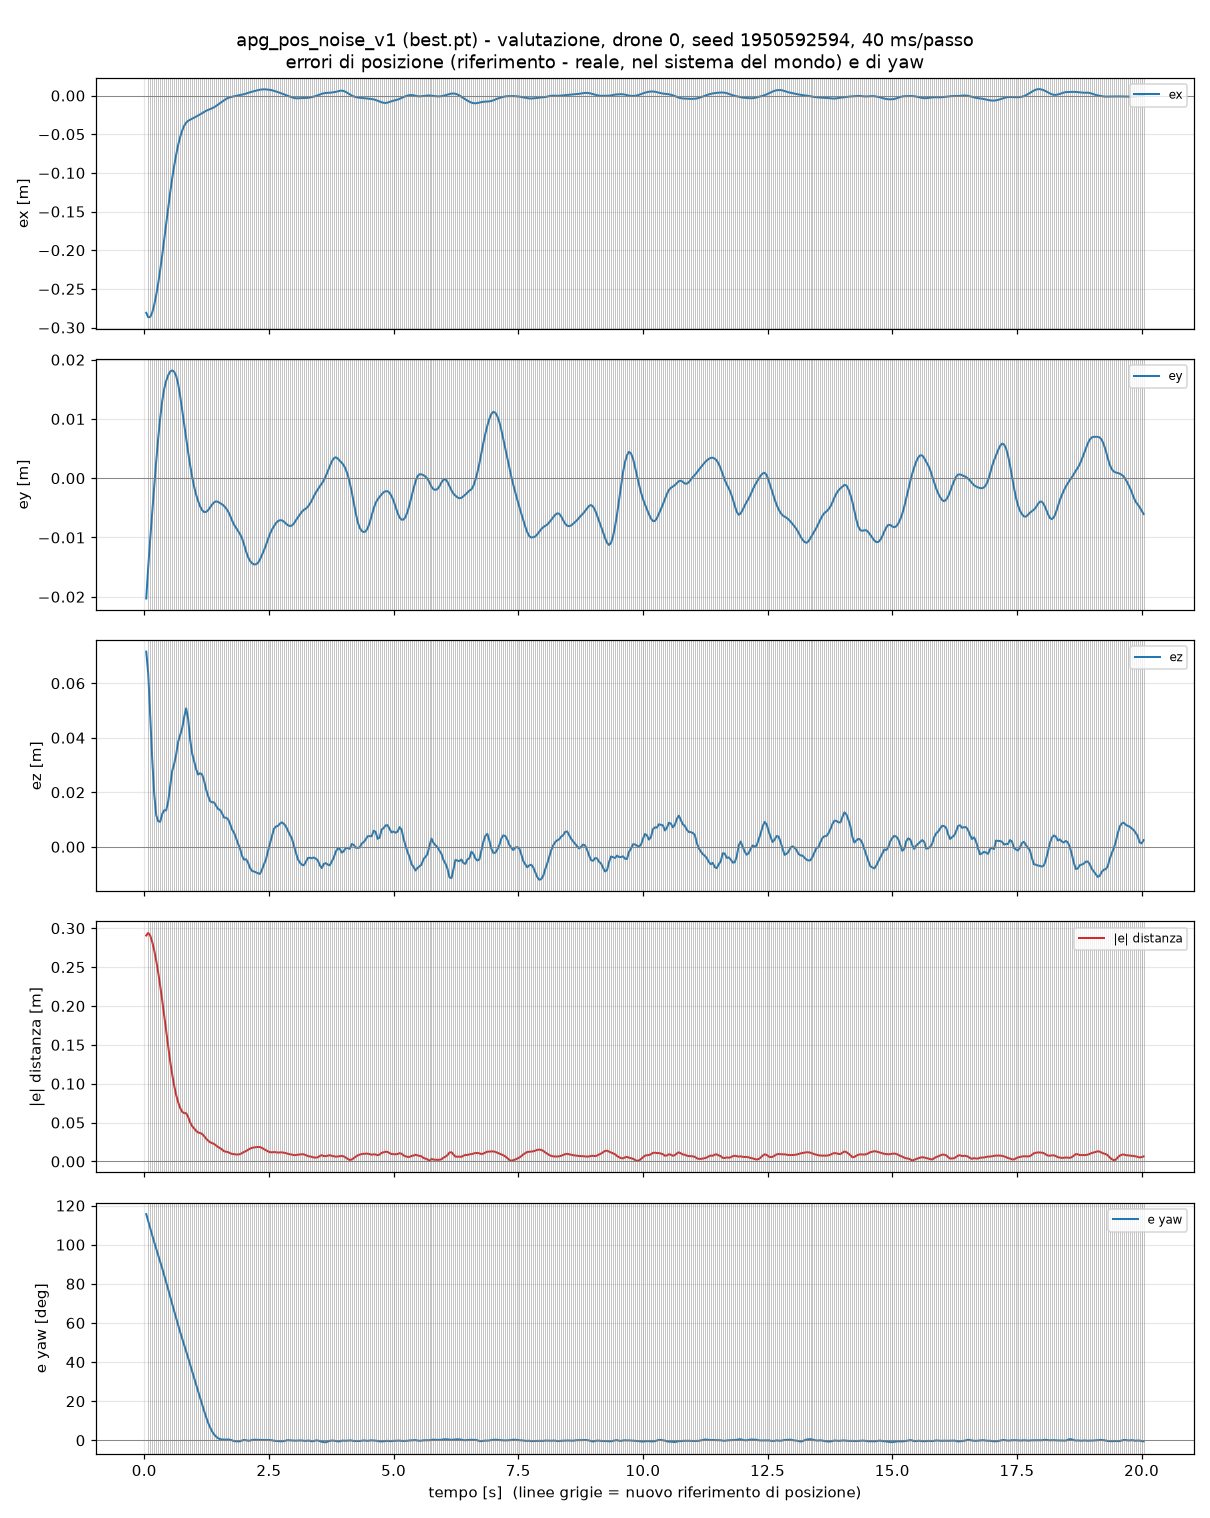 apg_pos_noise_v1 (best.pt) - valutazione, drone 0, seed 1950592594, 40 ms/passo
errori di posizione (riferimento - reale, nel sistema del mondo) e di yaw
ex [m]
0.00
−0.05
−0.10
−0.15
−0.20
−0.25
−0.30
ex
ey [m]
0.02
0.01
0.00
−0.01
−0.02
ey
ez [m]
0.06
0.04
0.02
0.00
ez
|e| distanza [m]
0.30
0.25
0.20
0.15
0.10
0.05
0.00
|e| distanza
e yaw [deg]
120
100
80
60
40
20
0
e yaw
0.0 2.5 5.0 7.5 10.0 12.5 15.0 17.5 20.0
tempo [s]  (linee grigie = nuovo riferimento di posizione)